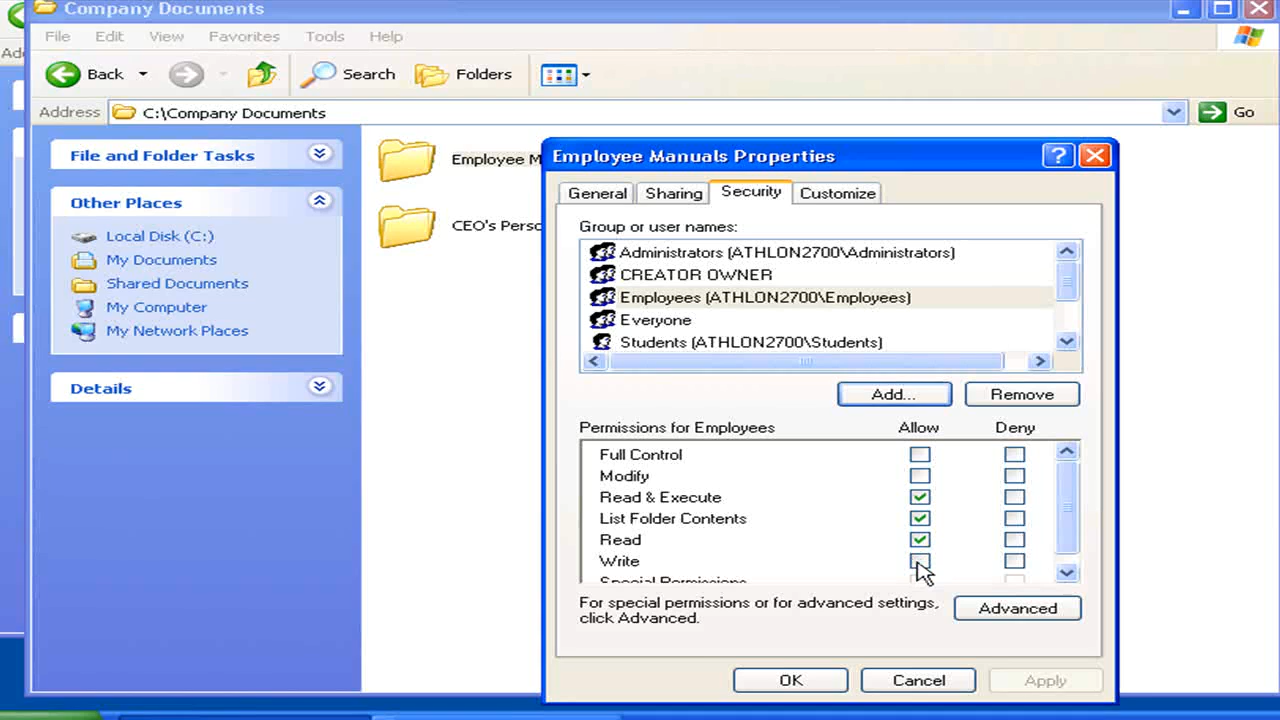 Company Documents
File Edit View Favorites Tools Help
Back Search Folders
Address C:\Company Documents Go
File and Folder Tasks
Other Places
Local Disk (C:)
My Documents
Shared Documents
My Computer
My Network Places
Details
Employee M
CEO's Perso
Employee Manuals Properties
General Sharing Security Customize
Group or user names:
Administrators (ATHLON2700\Administrators)
CREATOR OWNER
Employees (ATHLON2700\Employees)
Everyone
Students (ATHLON2700\Students)
Add... Remove
Permissions for Employees Allow Deny
Full Control
Modify
Read & Execute
List Folder Contents
Read
Write
Special Permissions
For special permissions or for advanced settings,
click Advanced.
Advanced
OK Cancel Apply